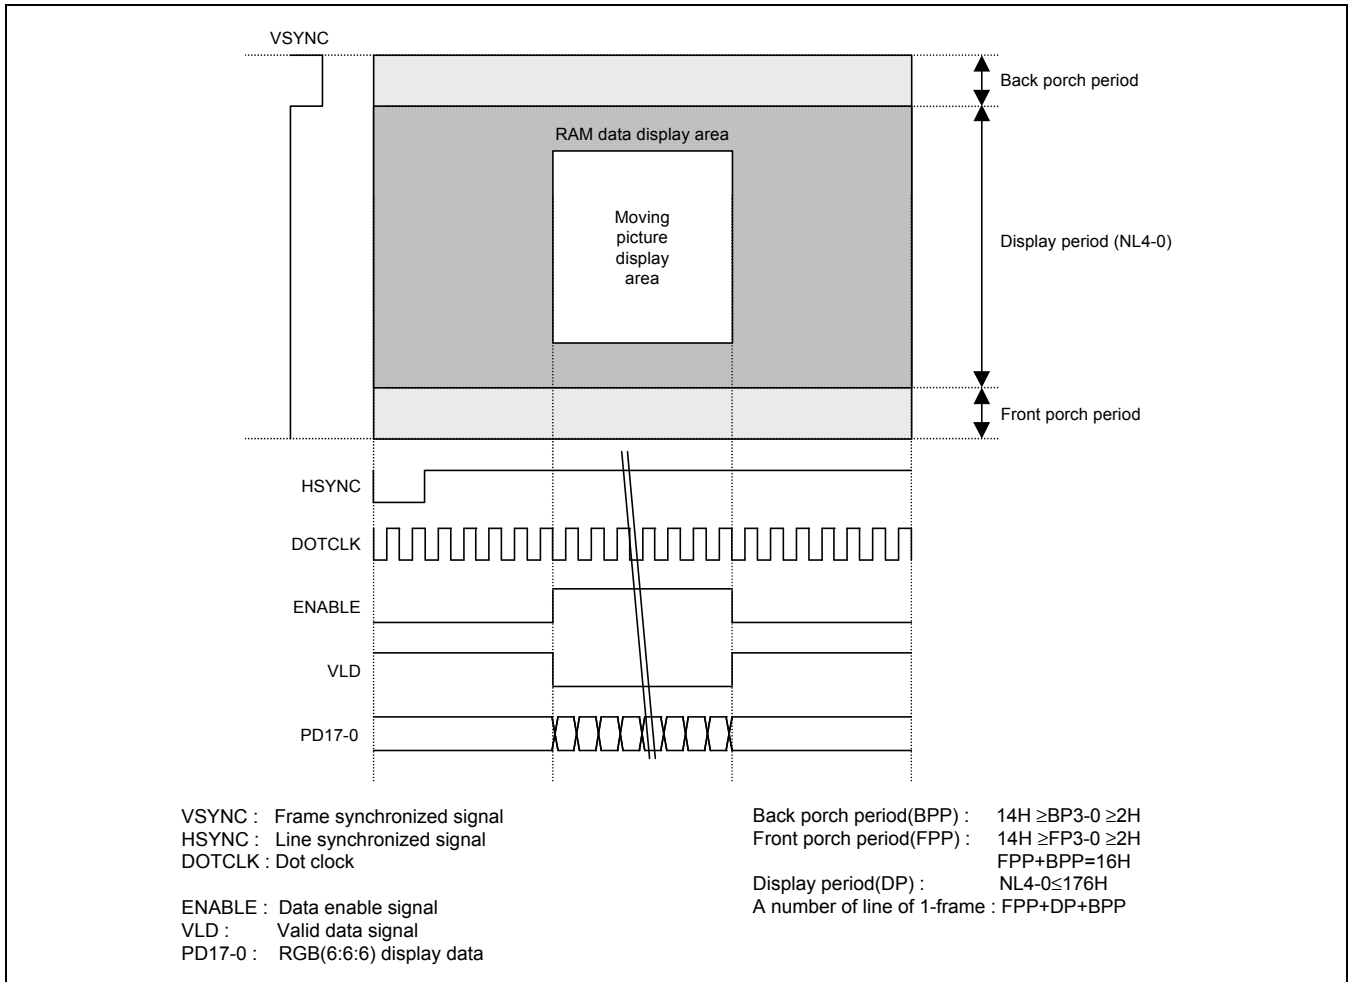 VSYNC
Back porch period
RAM data display area
Moving
picture
display
area
Display period (NL4-0)
Front porch period
HSYNC
DOTCLK
ENABLE
VLD
PD17-0
VSYNC : Frame synchronized signal
HSYNC : Line synchronized signal
DOTCLK : Dot clock
ENABLE : Data enable signal
VLD : Valid data signal
PD17-0 : RGB(6:6:6) display data
Back porch period(BPP) : 14H ≥BP3-0 ≥2H
Front porch period(FPP) : 14H ≥FP3-0 ≥2H
FPP+BPP=16H
Display period(DP) : NL4-0≤176H
A number of line of 1-frame : FPP+DP+BPP